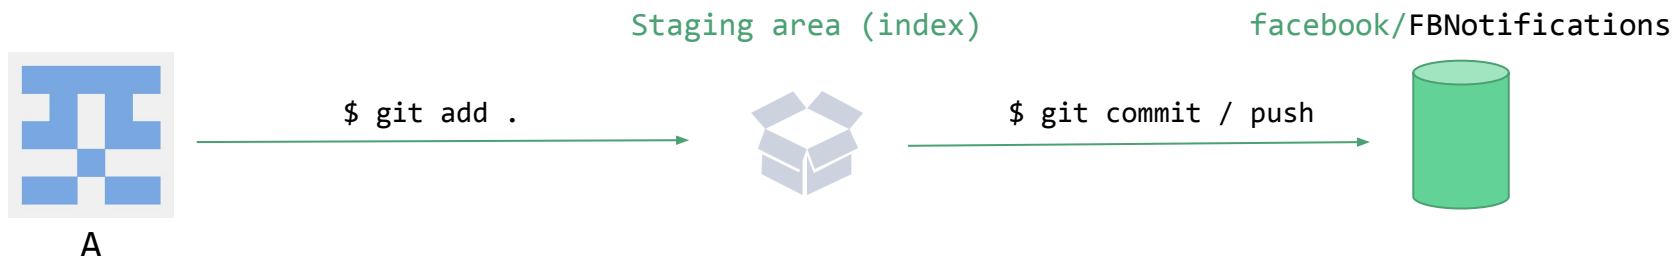 Staging area (index)
facebook/FBNotifications
$ git add .
$ git commit / push
A